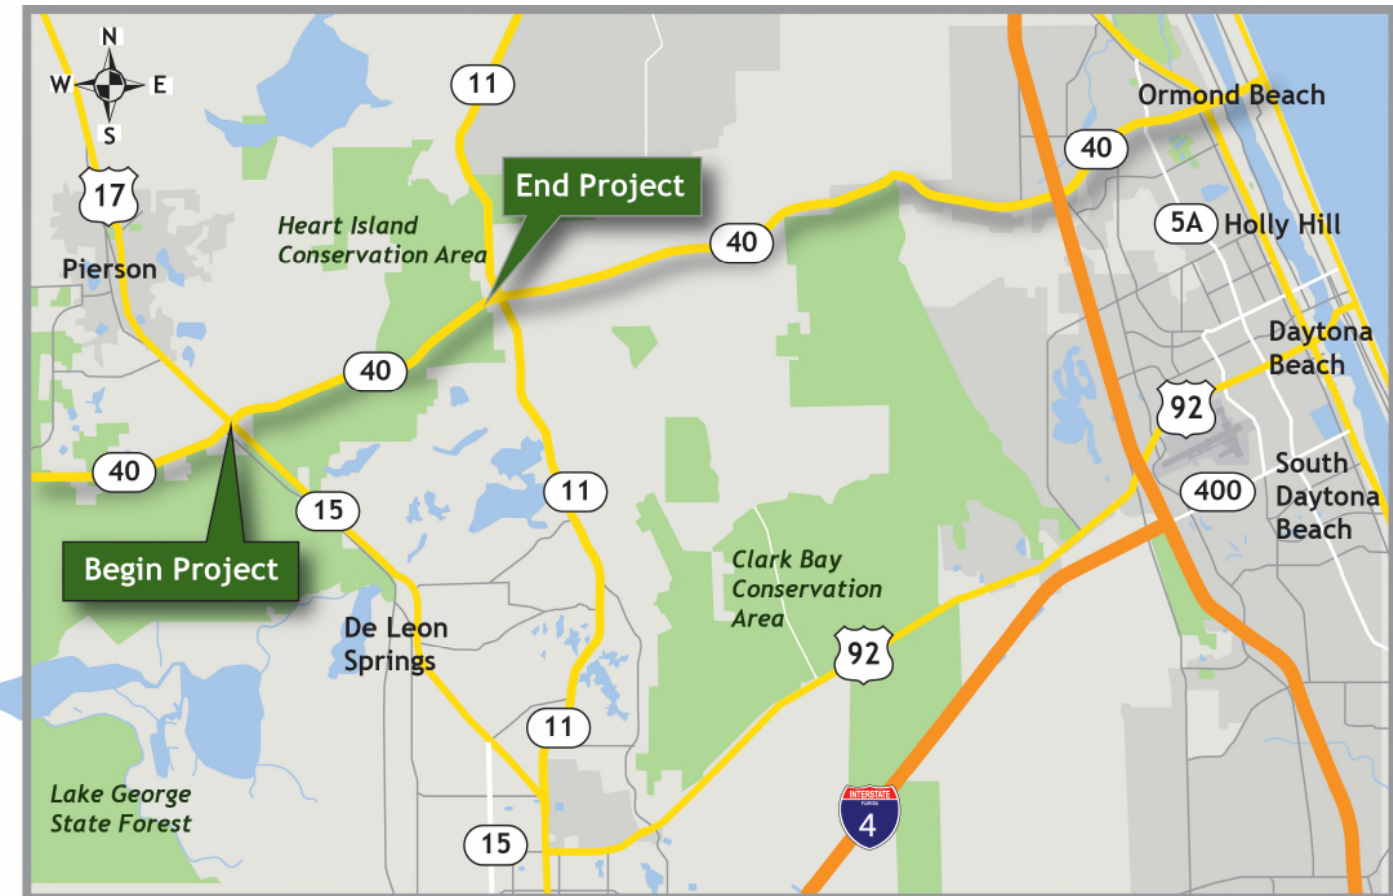 N
W
E
S
11
Ormond Beach
40
17
End Project
Heart Island
Conservation Area
40
5A
Holly Hill
Pierson
Daytona
Beach
40
92
40
15
11
400
South
Daytona
Beach
Begin Project
Clark Bay
Conservation
Area
De Leon
Springs
92
11
Lake George
State Forest
INTERSTATE
FLORIDA
4
15